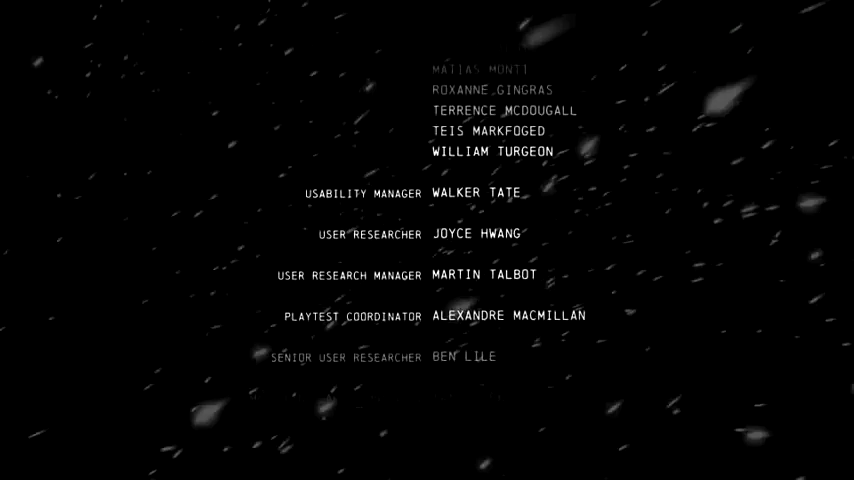 MATIAS MONTI
ROXANNE GINGRAS
TERRENCE MCDOUGALL
TEIS MARKFOGED
WILLIAM TURGEON
USABILITY MANAGER WALKER TATE
USER RESEARCHER JOYCE HWANG
USER RESEARCH MANAGER MARTIN TALBOT
PLAYTEST COORDINATOR ALEXANDRE MACMILLAN
SENIOR USER RESEARCHER BEN LILE